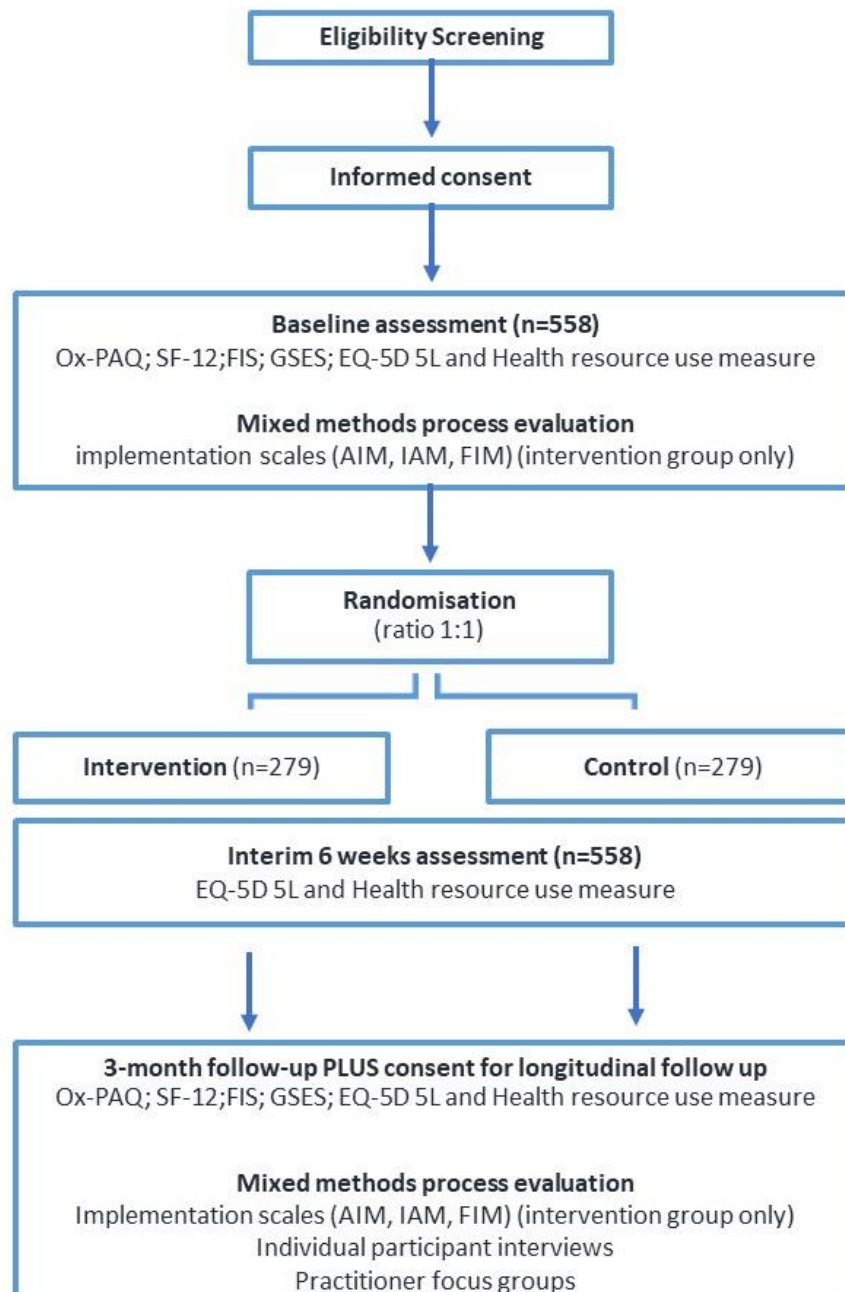 Eligibility Screening
Informed consent
Baseline assessment (n=558)
Ox-PAQ; SF-12;FIS; GSES; EQ-5D 5L and Health resource use measure
Mixed methods process evaluation
implementation scales (AIM, IAM, FIM) (intervention group only)
Randomisation
(ratio 1:1)
Intervention (n=279)
Control (n=279)
Interim 6 weeks assessment (n=558)
EQ-5D 5L and Health resource use measure
3-month follow-up PLUS consent for longitudinal follow up
Ox-PAQ; SF-12;FIS; GSES; EQ-5D 5L and Health resource use measure
Mixed methods process evaluation
Implementation scales (AIM, IAM, FIM) (intervention group only)
Individual participant interviews
Practitioner focus groups